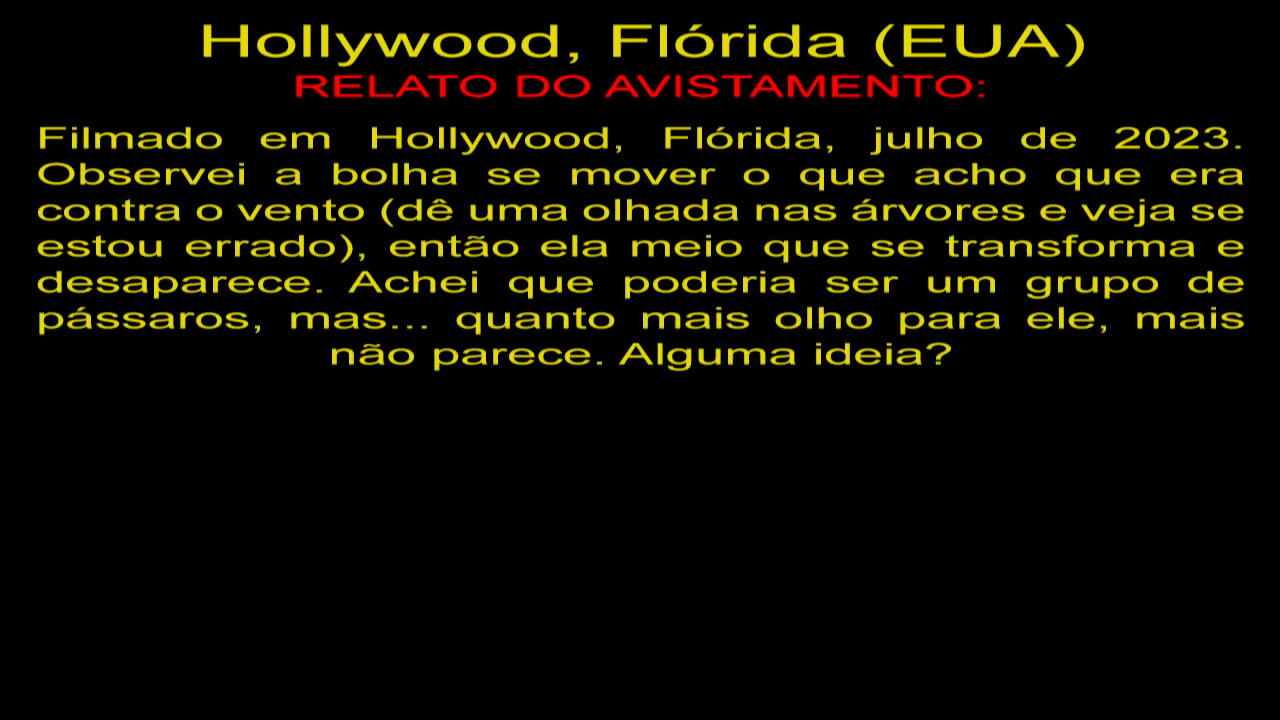 Hollywood, Flórida (EUA)
RELATO DO AVISTAMENTO:
Filmado em Hollywood, Flórida, julho de 2023.
Observei a bolha se mover o que acho que era
contra o vento (dê uma olhada nas árvores e veja se
estou errado), então ela meio que se transforma e
desaparece. Achei que poderia ser um grupo de
pássaros, mas... quanto mais olho para ele, mais
não parece. Alguma ideia?